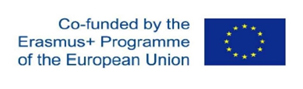 Co-funded by the
Erasmus+ Programme
of the European Union